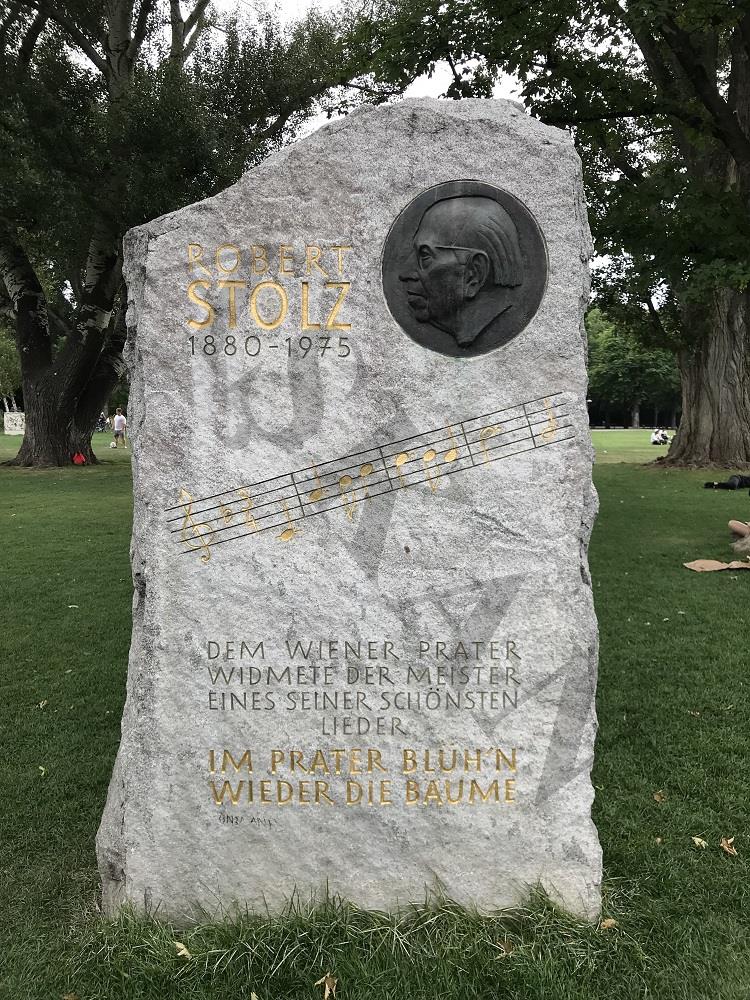 ROBERT
STOLZ
1880-1975
DEM WIENER PRATER
WIDMETE DER MEISTER
EINES SEINER SCHÖNSTEN
LIEDER
IM PRATER BLÜH'N
WIEDER DIE BÄUME